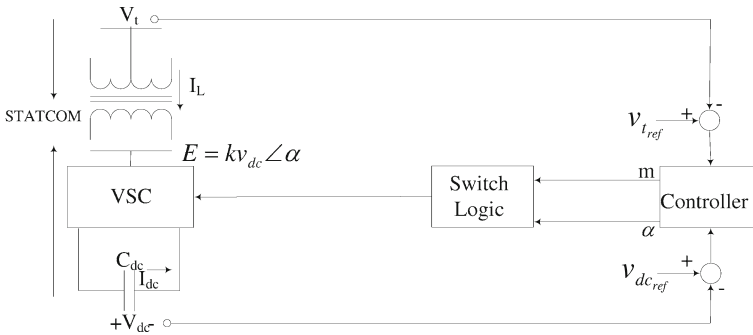 V_t
I_L
STATCOM
E = kv_dc∠α
VSC
Switch
Logic
m
α
Controller
v_t_ref
+
-
v_dc_ref
+
-
C_dc
I_dc
+V_dc-